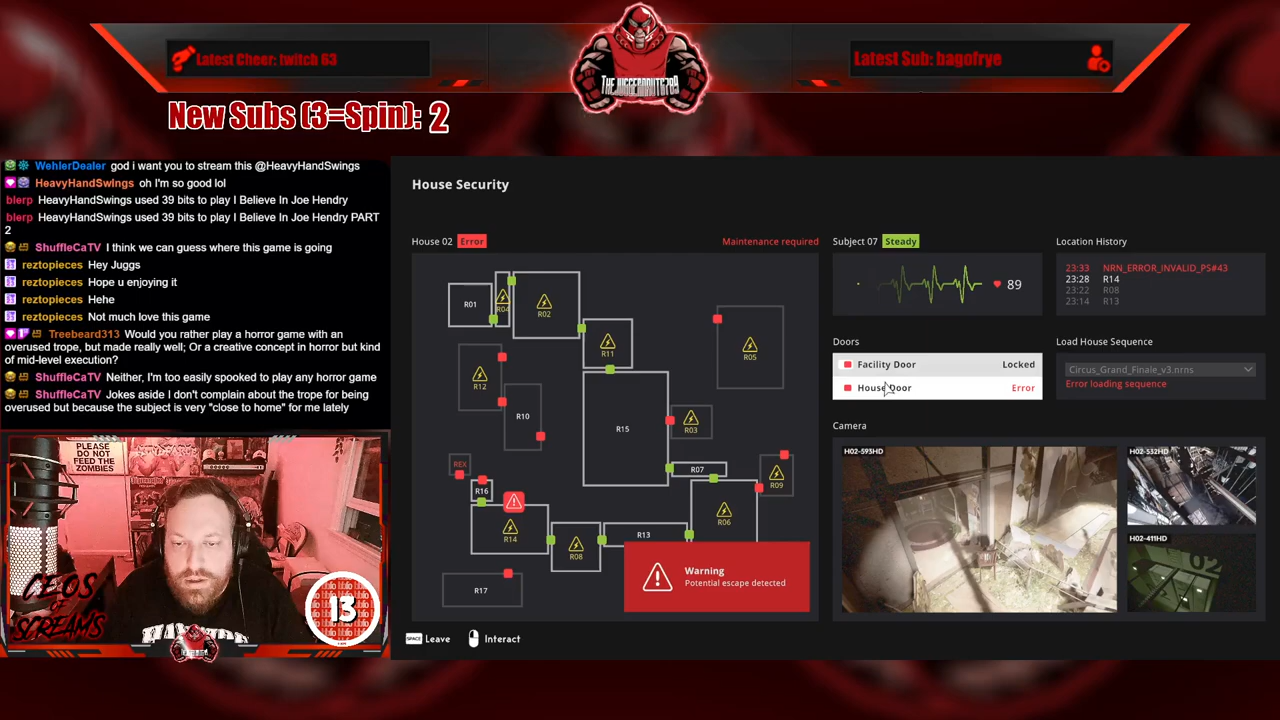 Latest Cheer: twitch 63
THEJUGGERNAUT6789
Latest Sub: bagofrye
New Subs (3=Spin): 2
WehlerDealer god i want you to stream this @HeavyHandSwings
HeavyHandSwings oh I'm so good lol
blerp HeavyHandSwings used 39 bits to play I Believe In Joe Hendry
blerp HeavyHandSwings used 39 bits to play I Believe In Joe Hendry PART
2
ShuffleCaTV I think we can guess where this game is going
reztopieces Hey Juggs
reztopieces Hope u enjoying it
reztopieces Hehe
reztopieces Not much love this game
Treebeard313 Would you rather play a horror game with an
overused trope, but made really well; Or a creative concept in horror but kind
of mid-level execution?
ShuffleCaTV Neither, I'm too easily spooked to play any horror game
ShuffleCaTV Jokes aside I don't complain about the trope for being
overused but because the subject is very "close to home" for me lately
PLEASE
DO NOT
FEED THE
ZOMBIES
CEOS
OF
SCREAMS
13
House Security
House 02 Error
Maintenance required
R01
R04
R02
R11
R05
R12
R10
R15
R03
REX
R16
R07
R09
R14
R08
R13
R06
R17
Warning
Potential escape detected
Subject 07 Steady
89
Location History
23:33 NRN_ERROR_INVALID_PS#43
23:28 R14
23:22 R08
23:14 R13
Doors
Facility Door Locked
House Door Error
Load House Sequence
Circus_Grand_Finale_v3.nrns
Error loading sequence
Camera
H02-593HD
H02-532HD
H02-411HD
SPACE Leave
Interact